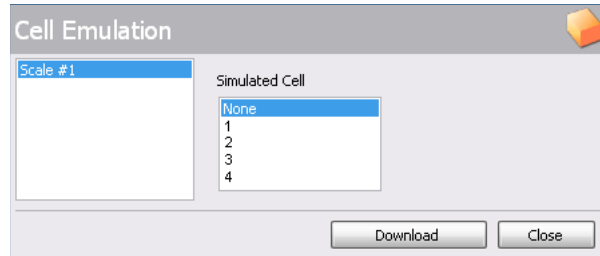 Cell Emulation
Scale #1
Simulated Cell
None
1
2
3
4
Download
Close